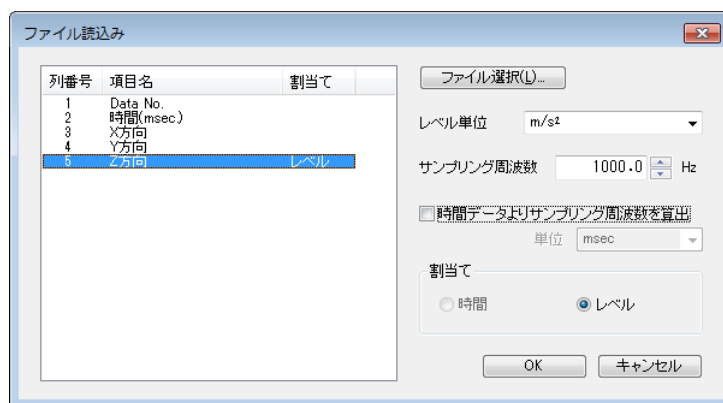 ファイル読込み
列番号 項目名 割当て
1 Data No.
2 時間(msec.)
3 X方向
4 Y方向
5 Z方向 レベル
ファイル選択(L)...
レベル単位 m/s²
サンプリング周波数 1000.0 Hz
時間データよりサンプリング周波数を算出
単位 msec
割当て
時間 レベル
OK キャンセル